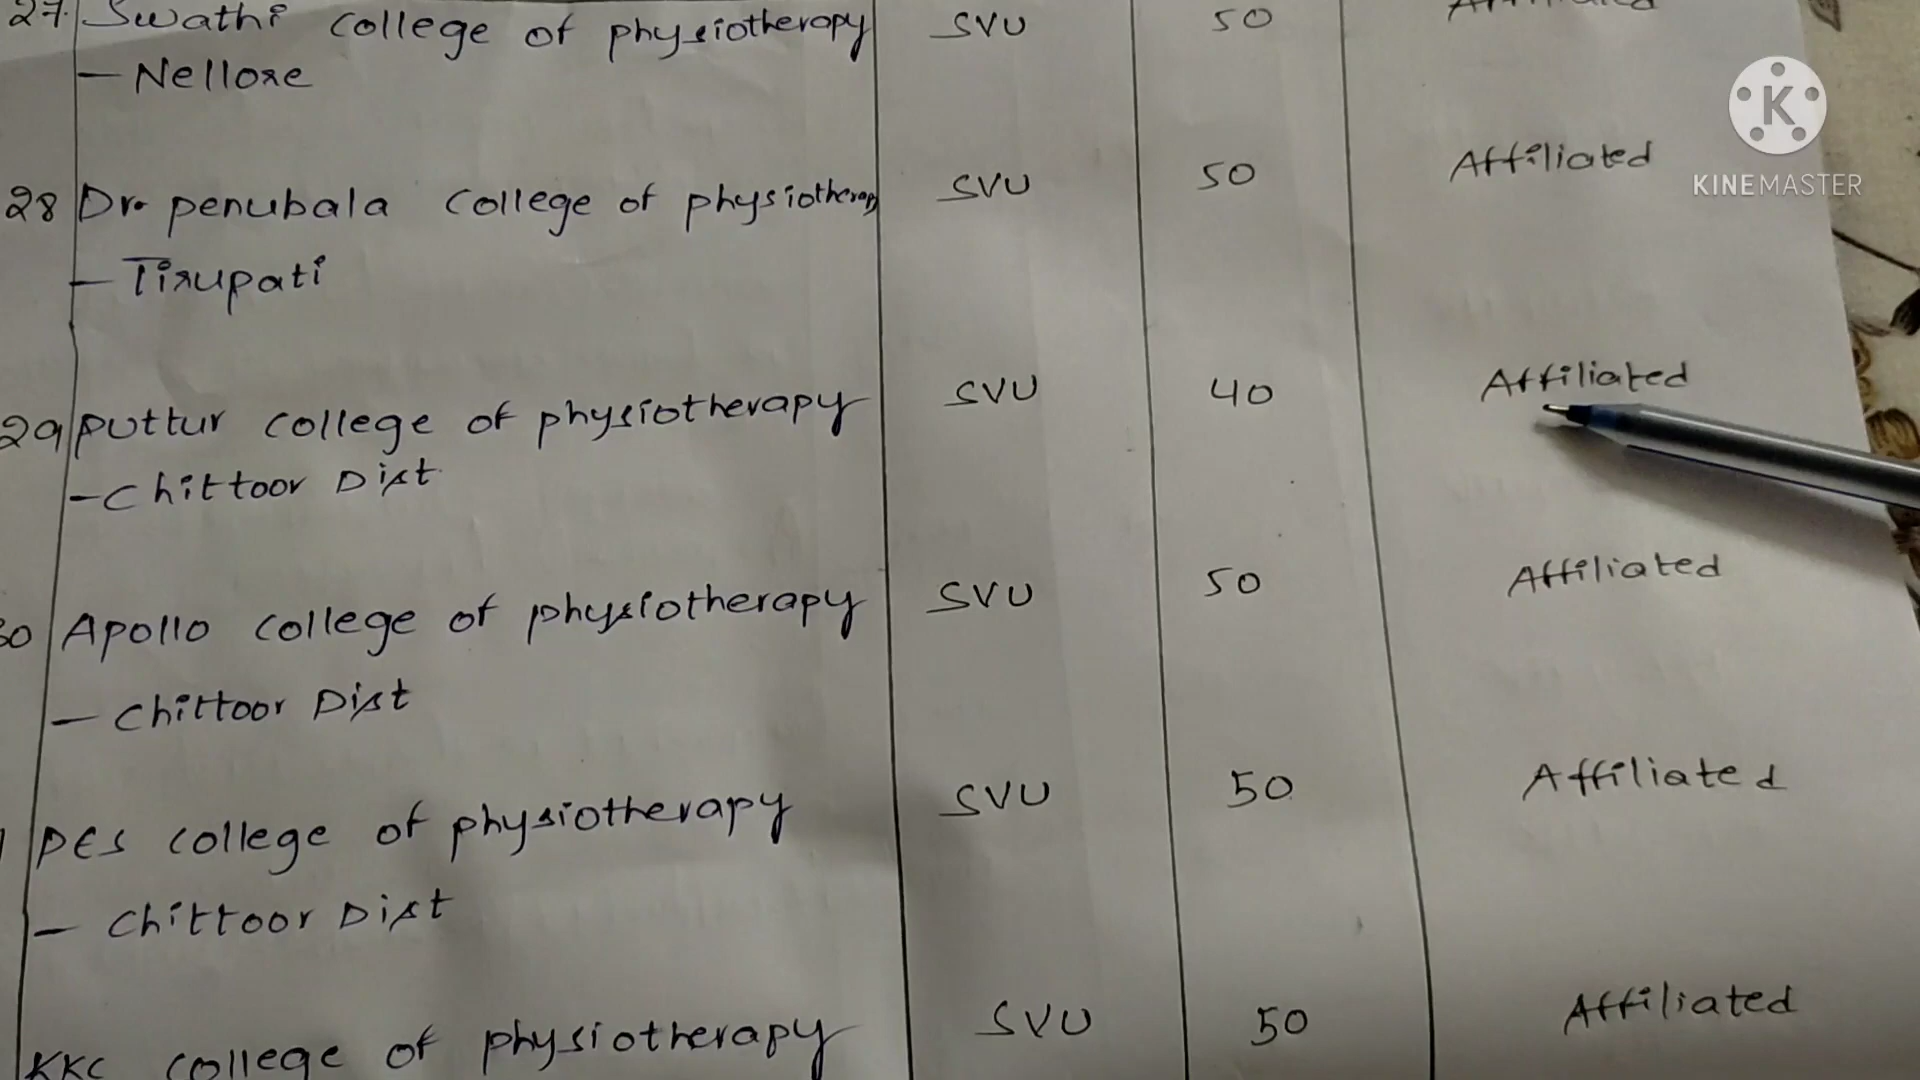 27. Swathi college of physiotherapy SVU 50 Affiliated
- Nellore
28 Dr. penubala college of physiotherapy SVU 50 Affiliated
- Tirupati
29 puttur college of physiotherapy SVU 40 Affiliated
- Chittoor Dist
30 Apollo college of physiotherapy SVU 50 Affiliated
- Chittoor Dist
PES college of physiotherapy SVU 50 Affiliated
- Chittoor Dist
KKC college of physiotherapy SVU 50 Affiliated
KINEMASTER